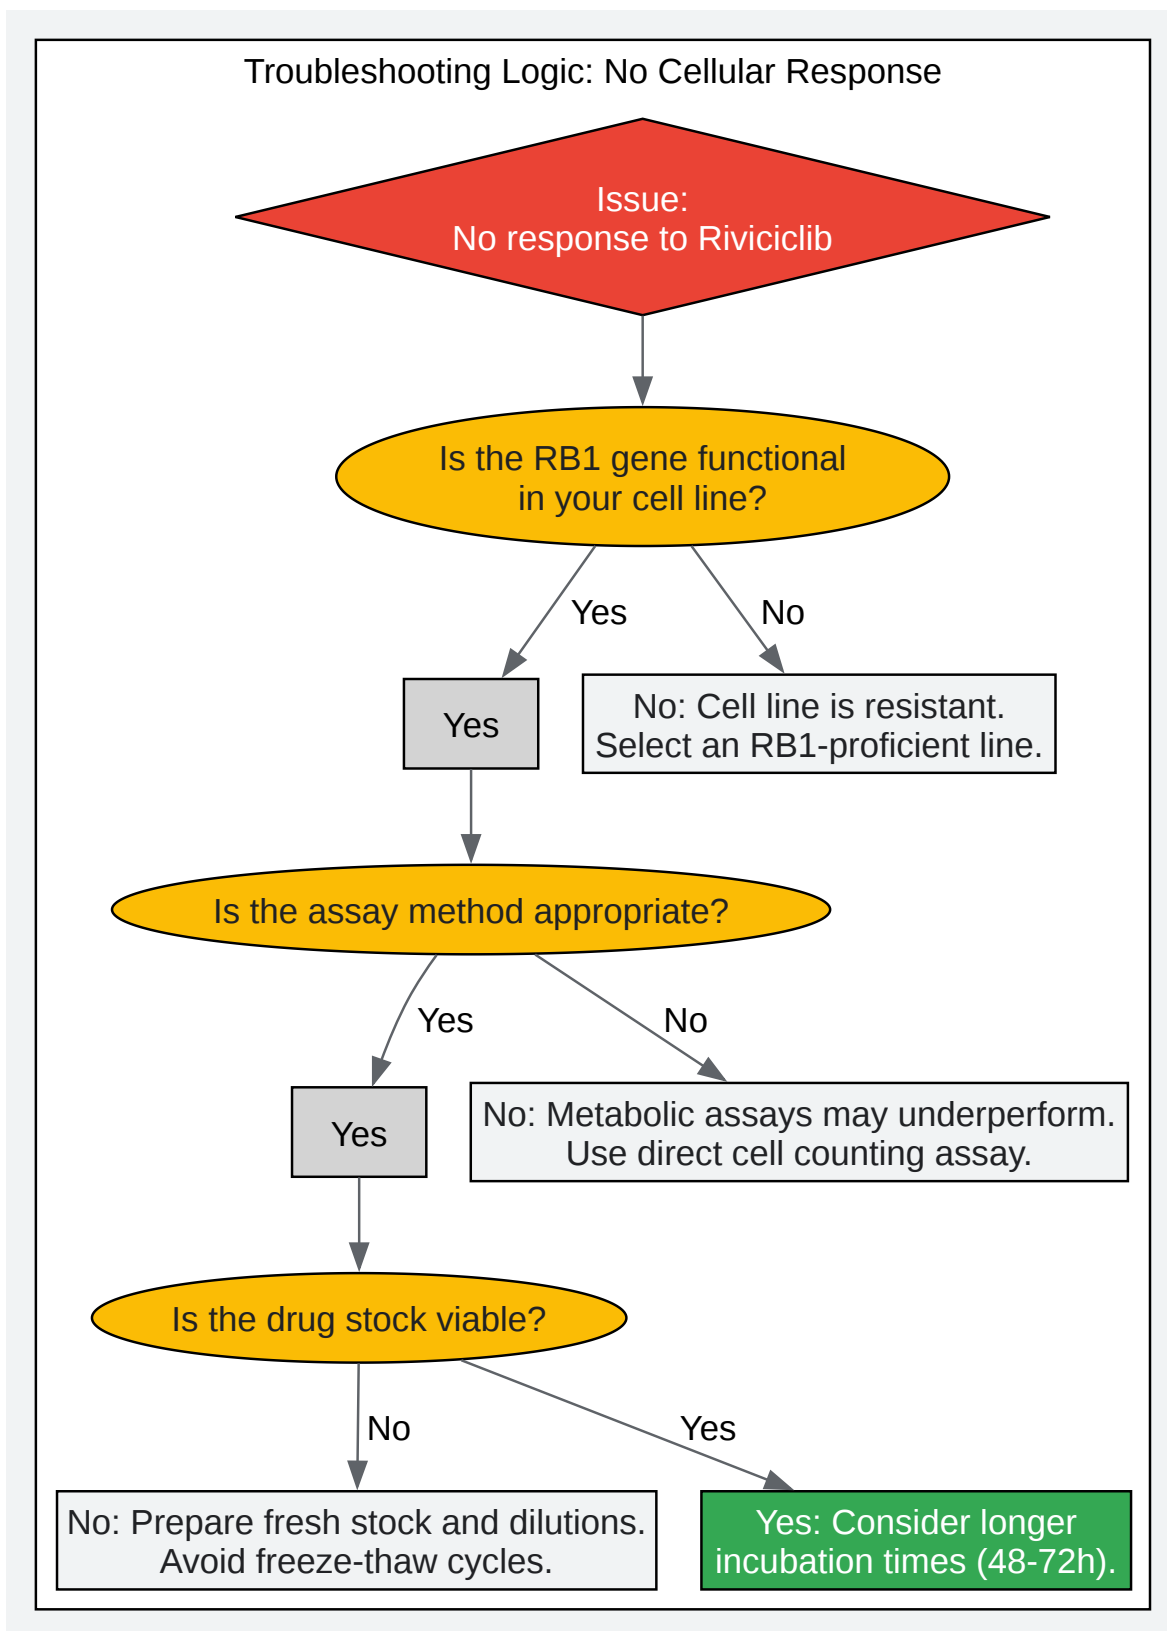 Troubleshooting Logic: No Cellular Response
Issue:
No response to Riviciclib
Is the RB1 gene functional
in your cell line?
Yes
No
Yes
No: Cell line is resistant.
Select an RB1-proficient line.
Is the assay method appropriate?
Yes
No
Yes
No: Metabolic assays may underperform.
Use direct cell counting assay.
Is the drug stock viable?
No
Yes
No: Prepare fresh stock and dilutions.
Avoid freeze-thaw cycles.
Yes: Consider longer
incubation times (48-72h).